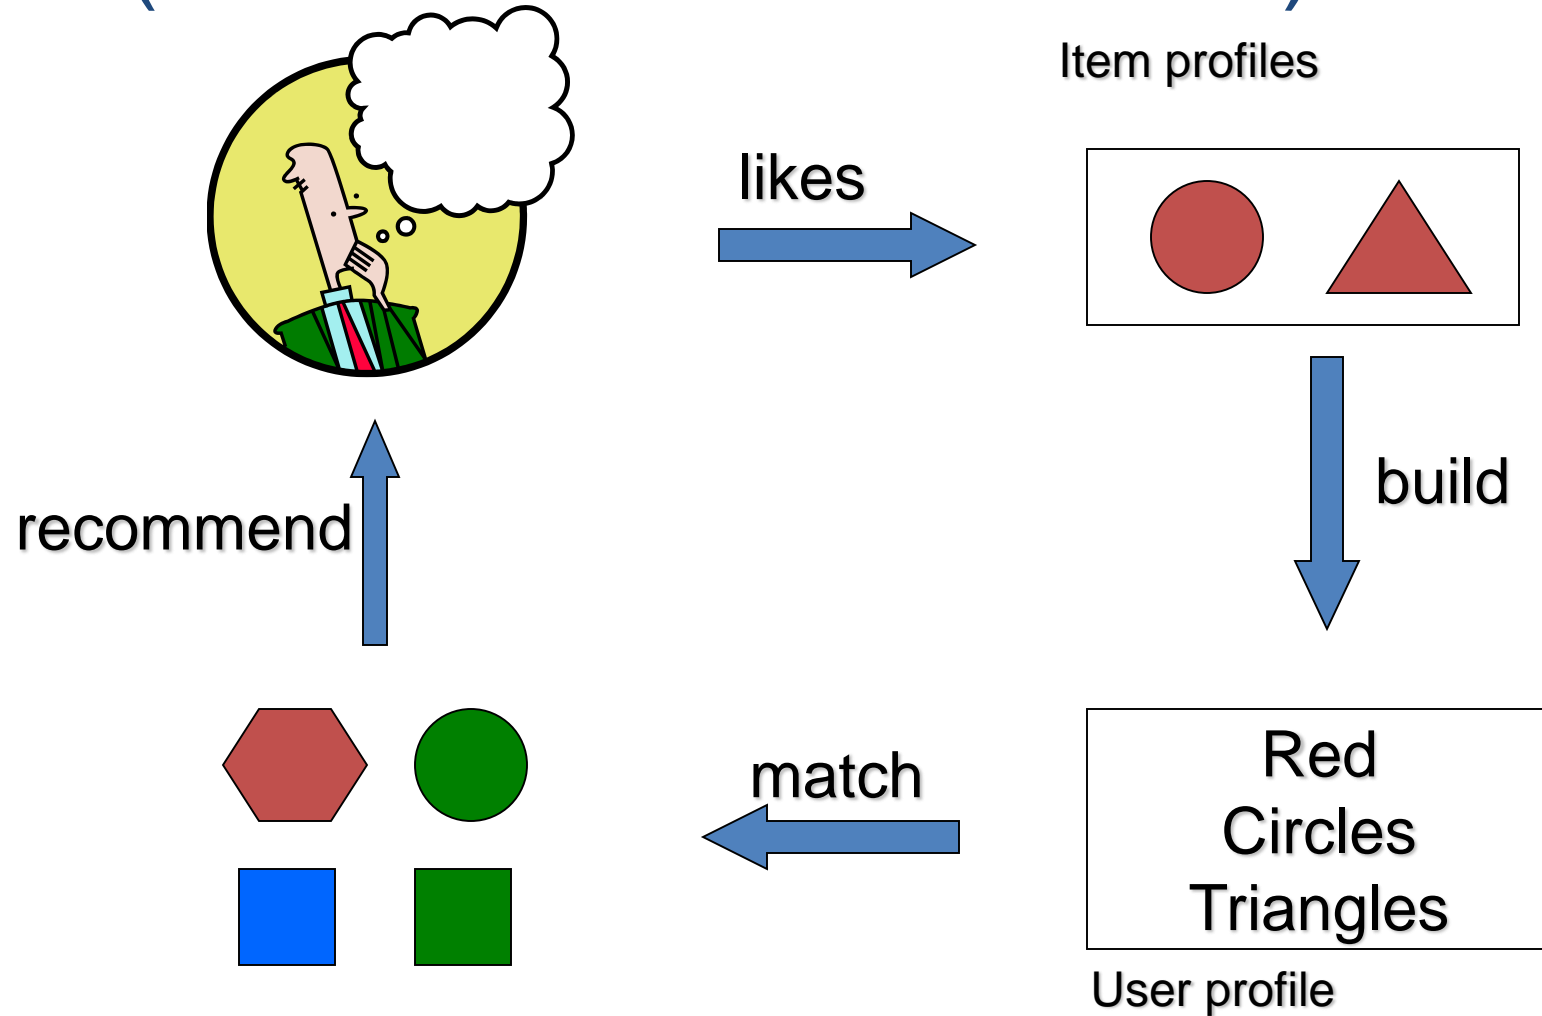 Item profiles
likes
build
recommend
match
Red
Circles
Triangles
User profile